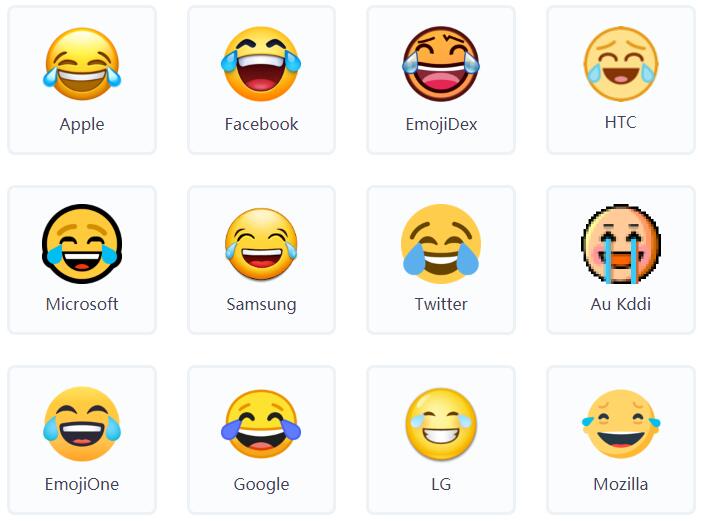 Apple
Facebook
EmojiDex
HTC
Microsoft
Samsung
Twitter
Au Kddi
EmojiOne
Google
LG
Mozilla